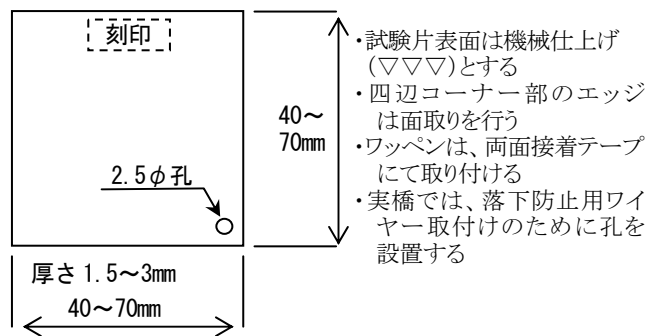 刻印
40～
70mm
2.5φ孔
厚さ 1.5～3mm
40～70mm
・試験片表面は機械仕上げ
(▽▽▽)とする
・四辺コーナー部のエッジ
は面取りを行う
・ワッペンは、両面接着テープ
にて取り付ける
・実橋では、落下防止用ワイ
ヤー取付けのために孔を
設置する